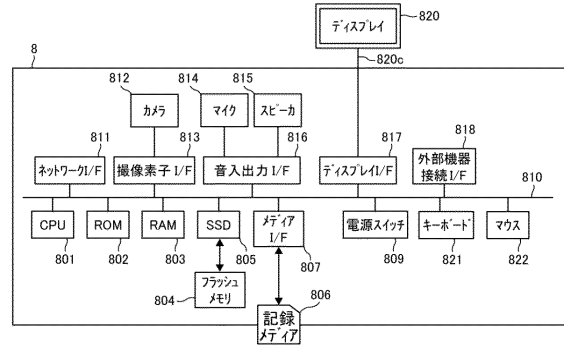 ディスプレイ
820
820c
8
812
カメラ
814
マイク
815
スピーカ
811
ネットワークI/F
813
撮像素子I/F
816
音入出力I/F
817
ディスプレイI/F
818
外部機器
接続I/F
810
CPU
801
ROM
802
RAM
803
SSD
805
メディア
I/F
807
電源スイッチ
809
キーボード
821
マウス
822
フラッシュ
メモリ
804
記録
メディア
806